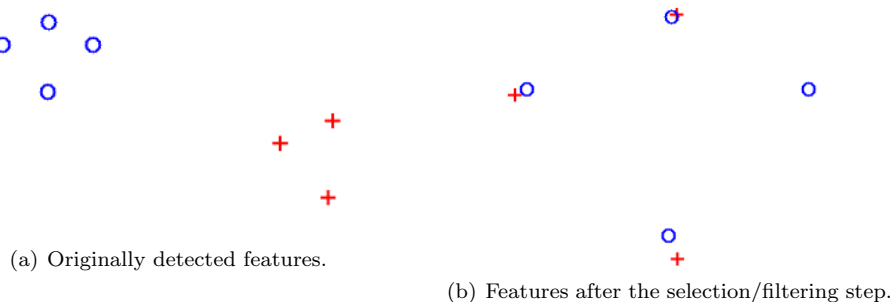 (a) Originally detected features.
(b) Features after the selection/filtering step.